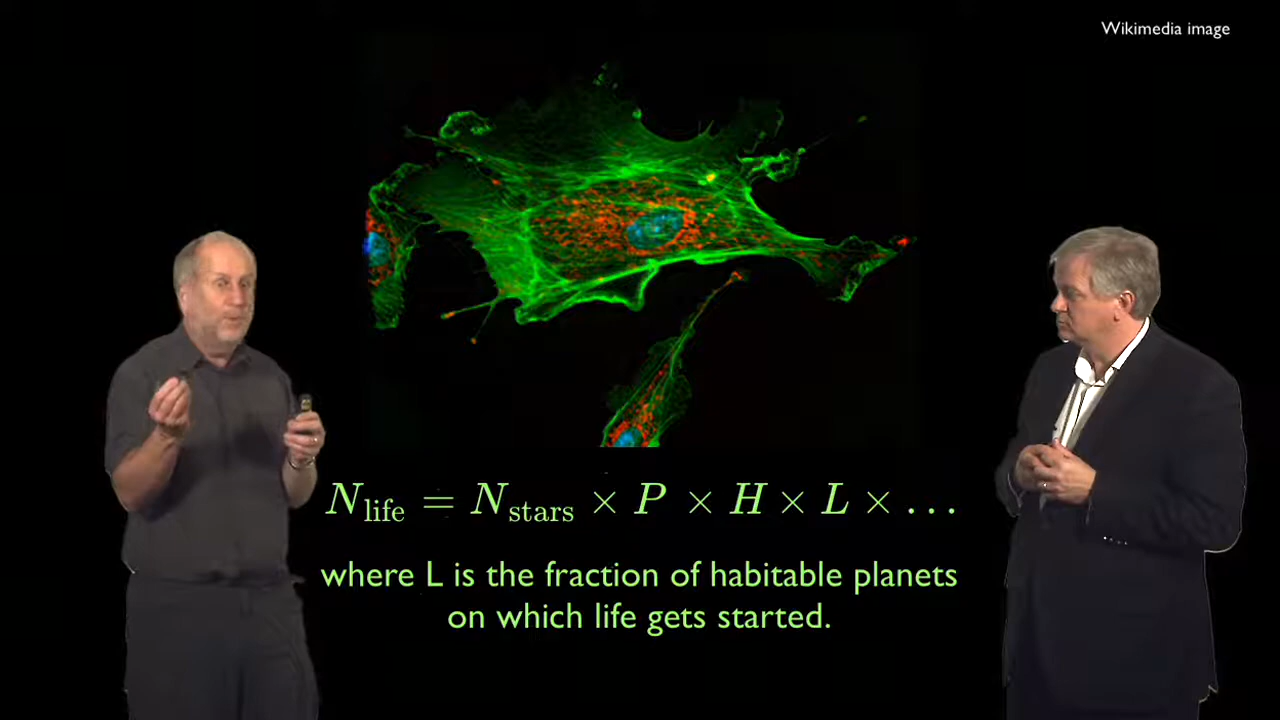 Wikimedia image
N_life = N_stars × P × H × L × ...
where L is the fraction of habitable planets
on which life gets started.